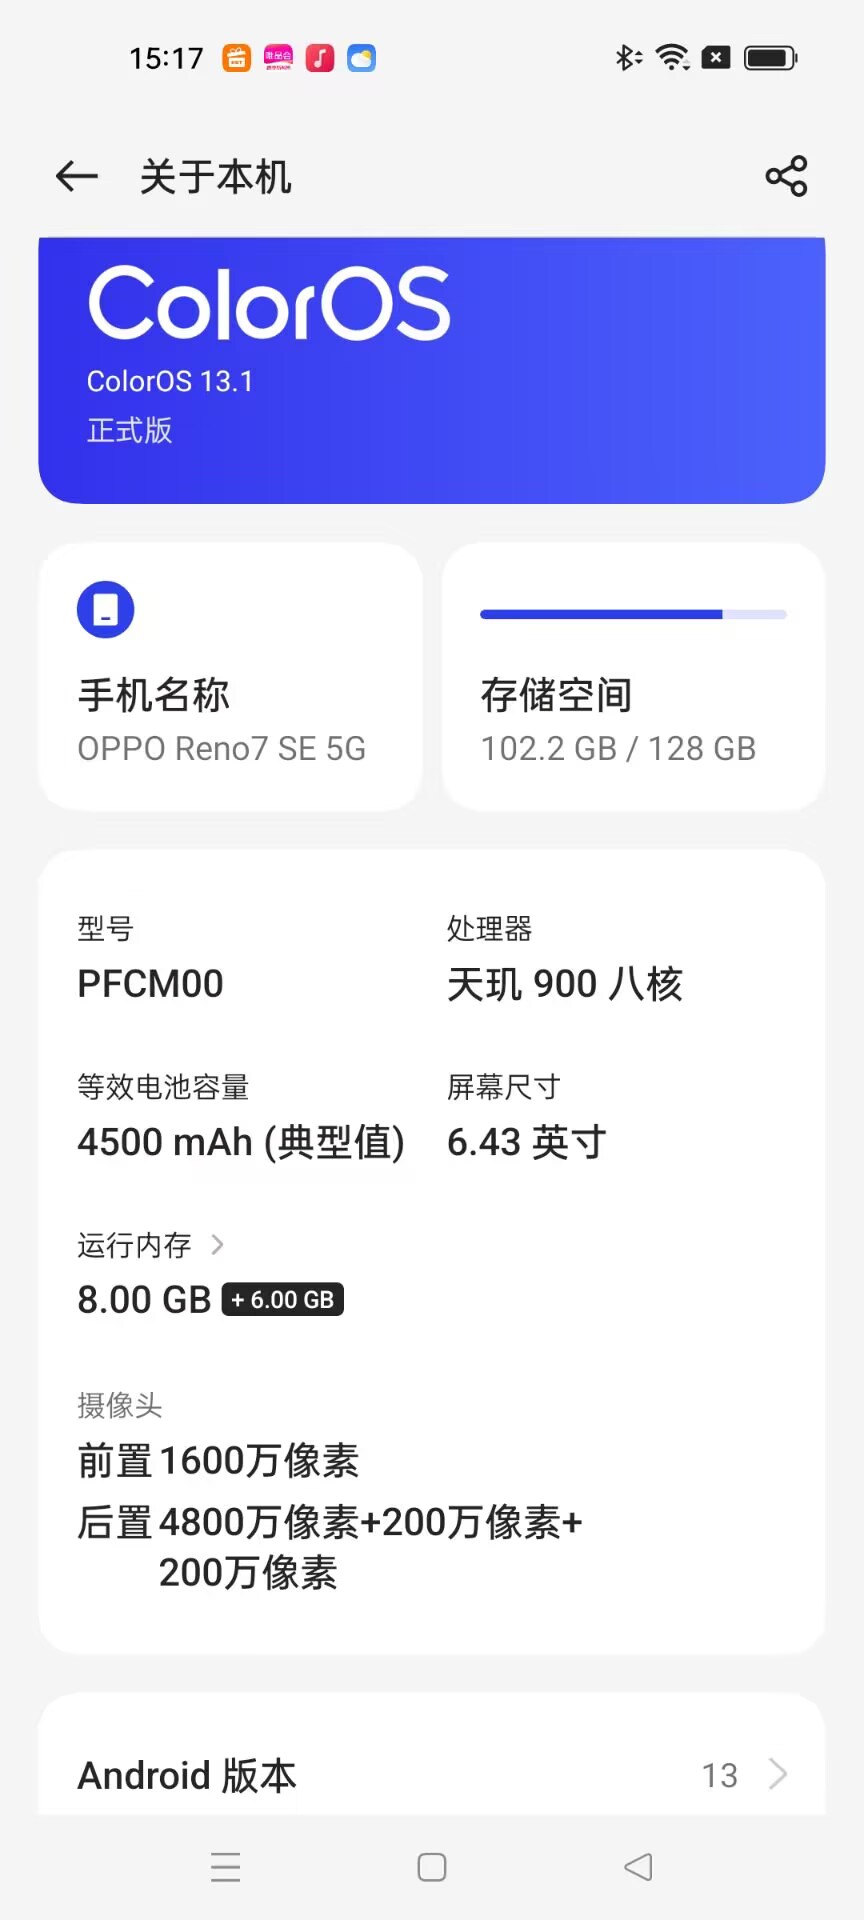 15:17
关于本机
ColorOS
ColorOS 13.1
正式版
手机名称
OPPO Reno7 SE 5G
存储空间
102.2 GB / 128 GB
型号
PFCM00
处理器
天玑 900 八核
等效电池容量
4500 mAh (典型值)
屏幕尺寸
6.43 英寸
运行内存
8.00 GB + 6.00 GB
摄像头
前置 1600万像素
后置 4800万像素+200万像素+
200万像素
Android 版本
13